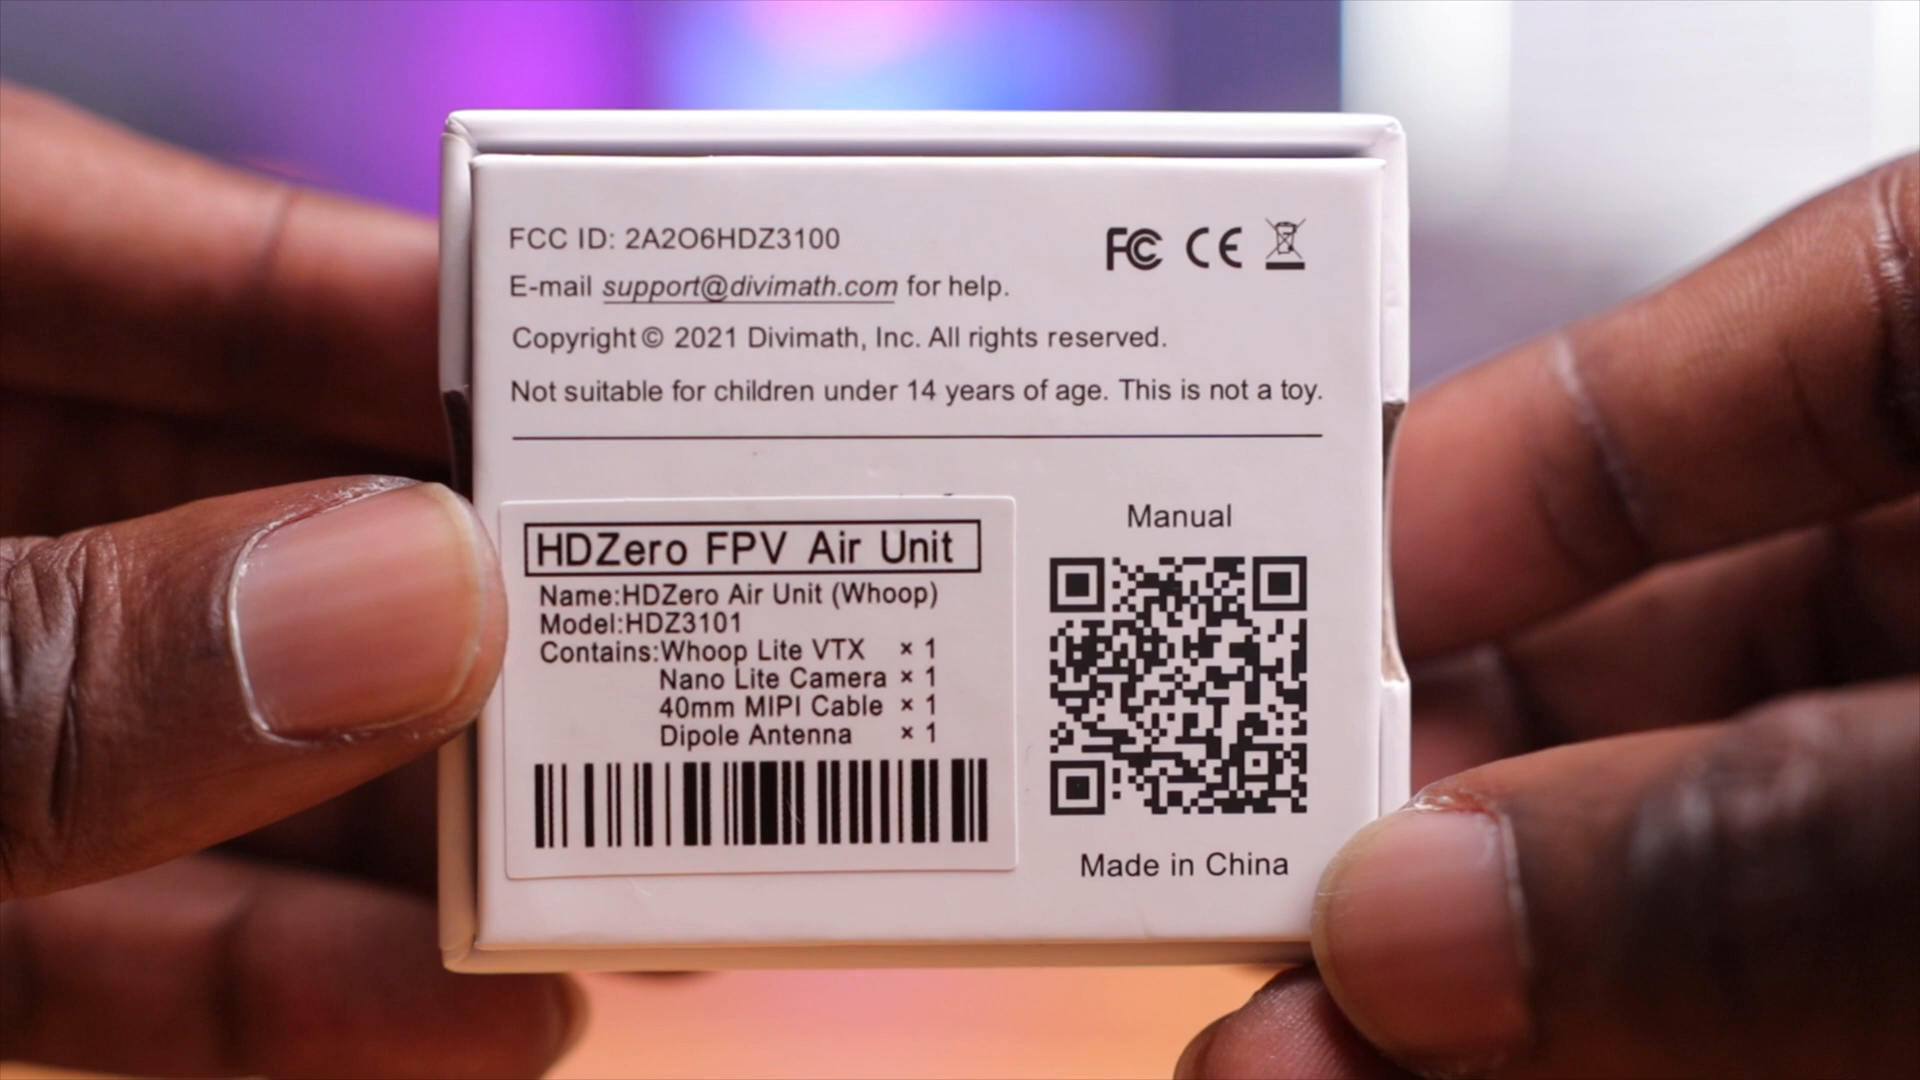 FCC ID: 2A2O6HDZ3100
FC CE
E-mail support@divimath.com for help.
Copyright© 2021 Divimath, Inc. All rights reserved.
Not suitable for children under 14 years of age. This is not a toy.
HDZero FPV Air Unit
Name:HDZero Air Unit (Whoop)
Model:HDZ3101
Contains:Whoop Lite VTX × 1
Nano Lite Camera × 1
40mm MIPI Cable × 1
Dipole Antenna × 1
Manual
Made in China